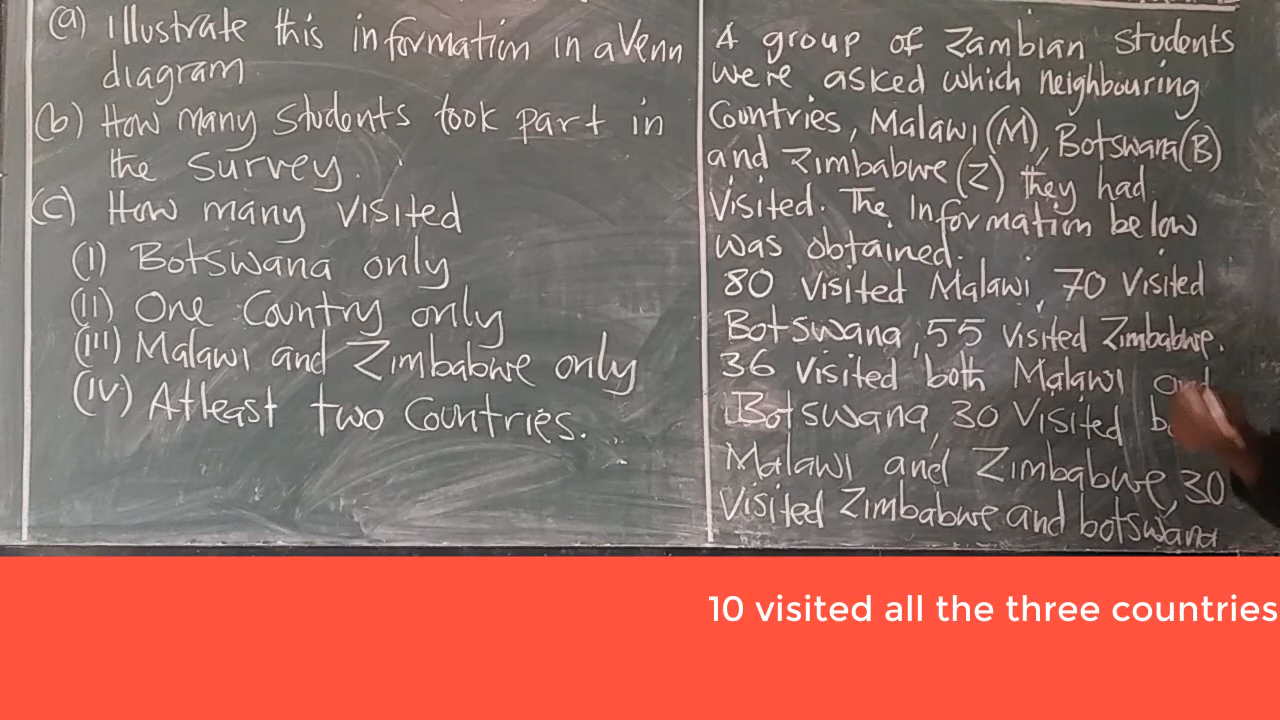 (a) Illustrate this information in a Venn
diagram
(b) How many students took part in
the survey.
(c) How many visited
(i) Botswana only
(ii) One Country only
(iii) Malawi and Zimbabwe only
(iv) Atleast two Countries.
A group of Zambian students
were asked which neighbouring
Countries, Malawi (M), Botswana (B)
and Zimbabwe (Z) they had
visited. The information below
was obtained.
80 visited Malawi, 70 visited
Botswana, 55 visited Zimbabwe.
36 visited both Malawi and
Botswana, 30 visited
Malawi and Zimbabwe, 30
visited Zimbabwe and botswana
10 visited all the three countries